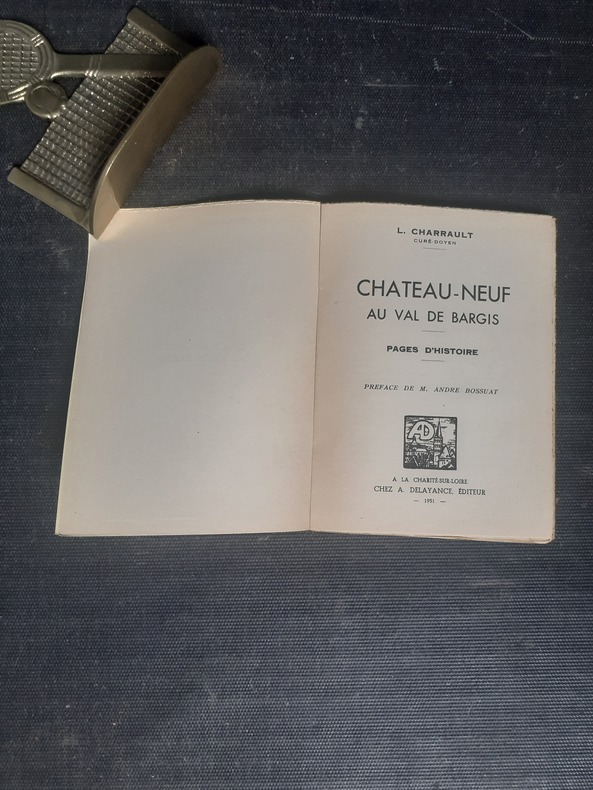 L. CHARRAULT
CURÉ-DOYEN
CHATEAU-NEUF
AU VAL DE BARGIS
PAGES D'HISTOIRE
PREFACE DE M. ANDRE BOSSUAT
AD
A LA CHARITÉ-SUR-LOIRE
CHEZ A. DELAYANCE, ÉDITEUR
— 1951 —